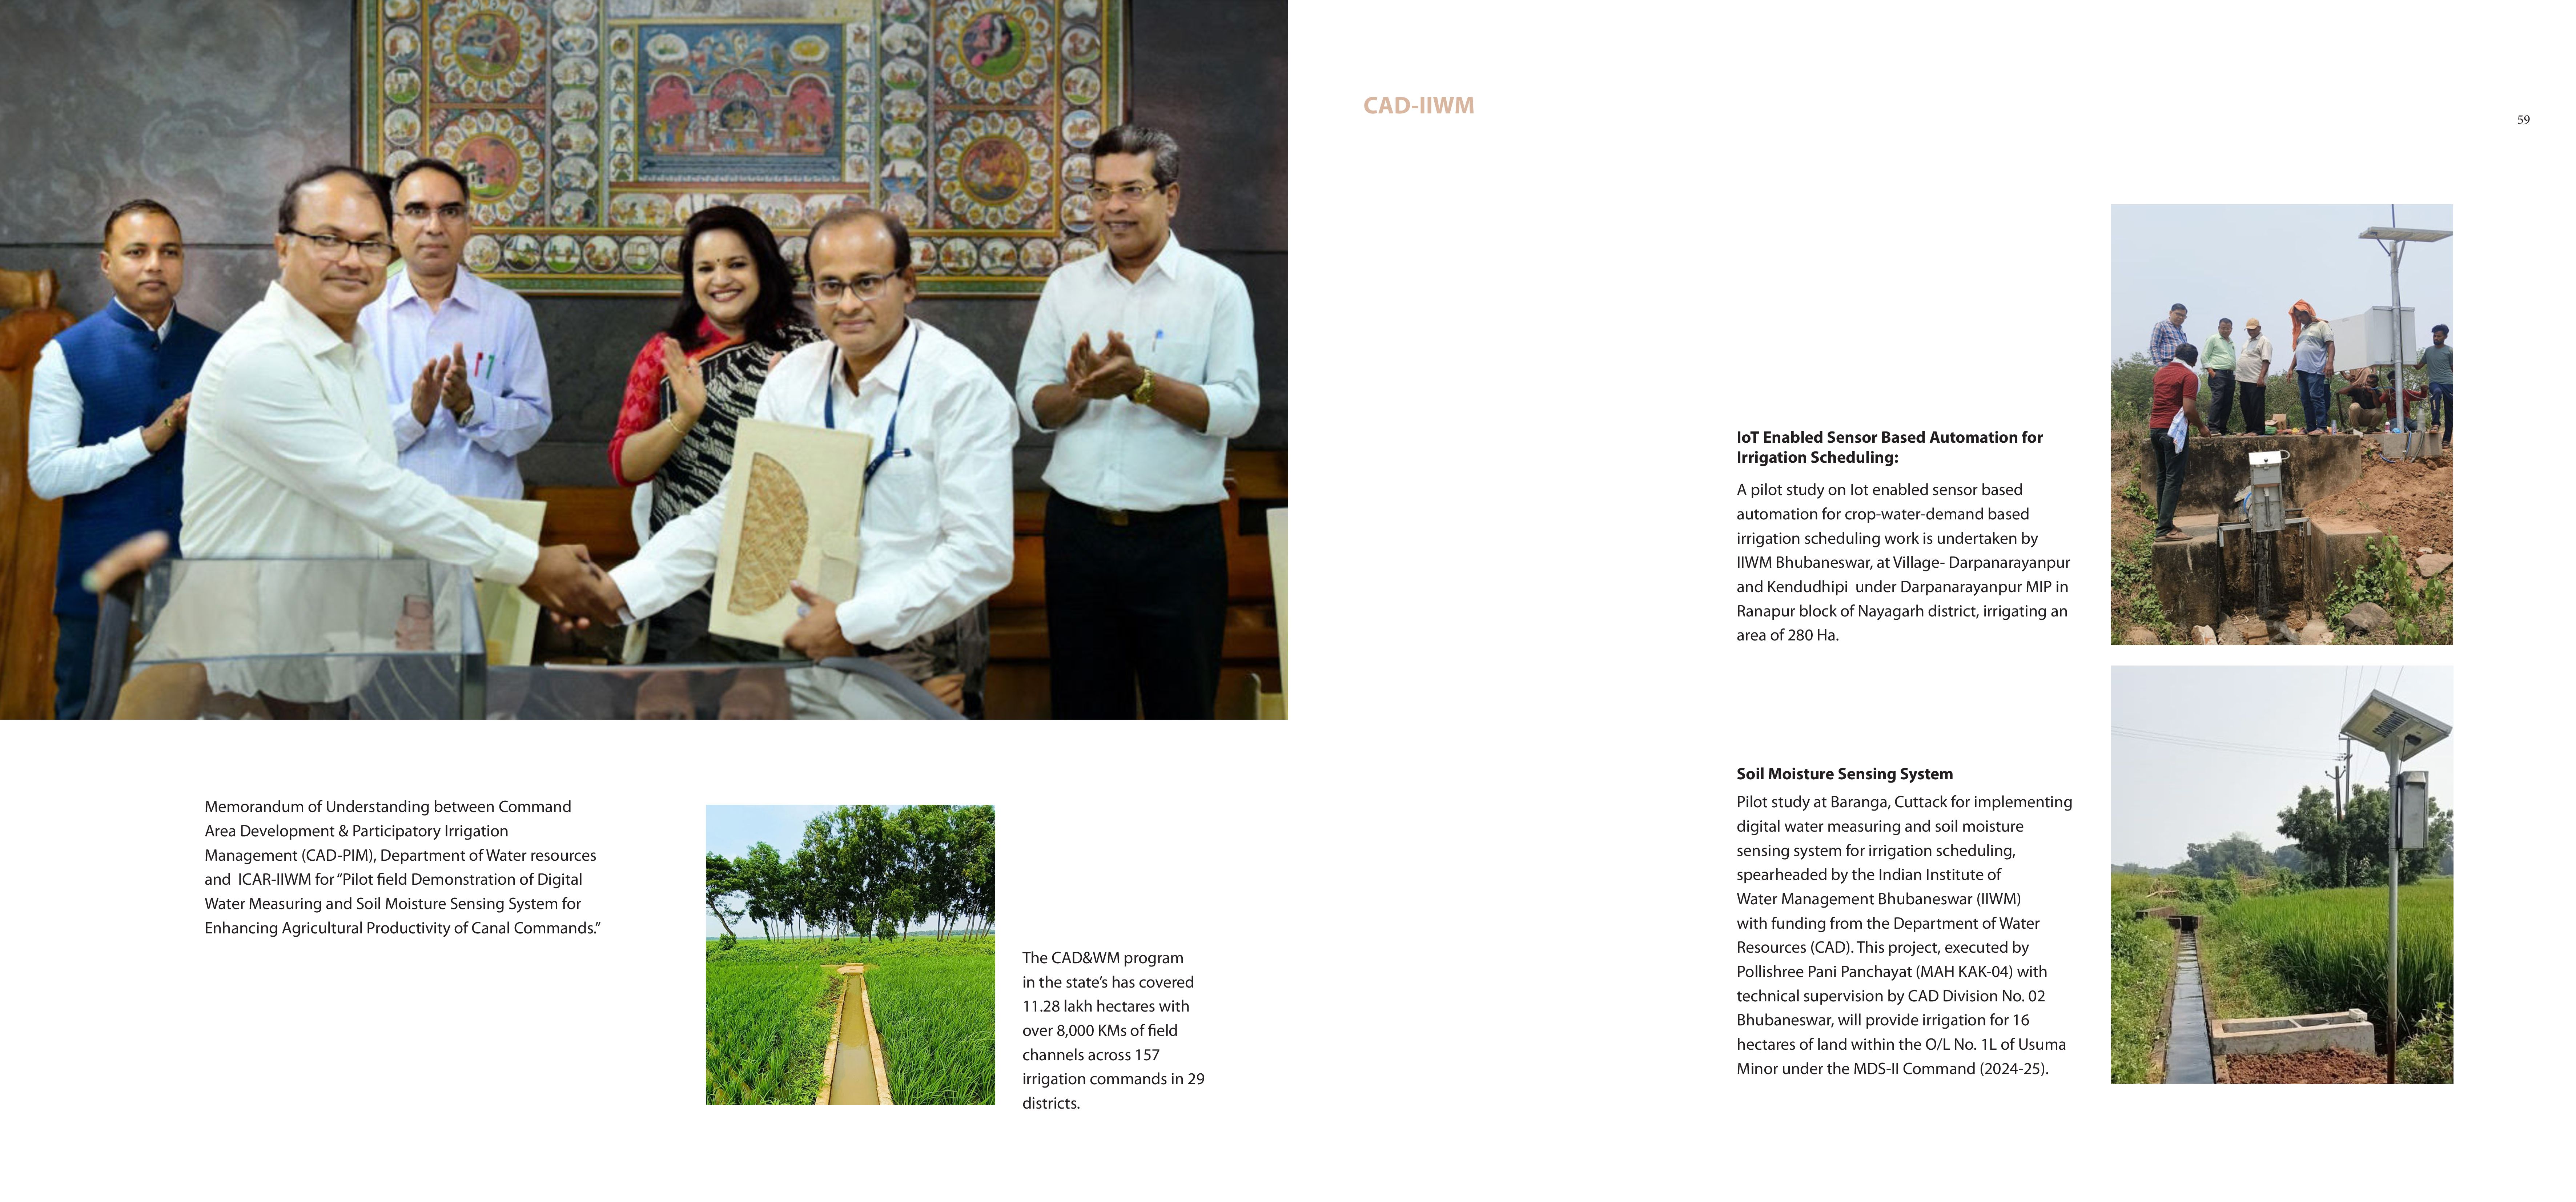 CAD-IIWM
59
Memorandum of Understanding between Command
Area Development & Participatory Irrigation
Management (CAD-PIM), Department of Water resources
and  ICAR-IIWM for “Pilot field Demonstration of Digital
Water Measuring and Soil Moisture Sensing System for
Enhancing Agricultural Productivity of Canal Commands.”
The CAD&WM program
in the state’s has covered
11.28 lakh hectares with
over 8,000 KMs of field
channels across 157
irrigation commands in 29
districts.
IoT Enabled Sensor Based Automation for
Irrigation Scheduling:
A pilot study on Iot enabled sensor based
automation for crop-water-demand based
irrigation scheduling work is undertaken by
IIWM Bhubaneswar, at Village- Darpanarayanpur
and Kendudhipi  under Darpanarayanpur MIP in
Ranapur block of Nayagarh district, irrigating an
area of 280 Ha.
Soil Moisture Sensing System
Pilot study at Baranga, Cuttack for implementing
digital water measuring and soil moisture
sensing system for irrigation scheduling,
spearheaded by the Indian Institute of
Water Management Bhubaneswar (IIWM)
with funding from the Department of Water
Resources (CAD). This project, executed by
Pollishree Pani Panchayat (MAH KAK-04) with
technical supervision by CAD Division No. 02
Bhubaneswar, will provide irrigation for 16
hectares of land within the O/L No. 1L of Usuma
Minor under the MDS-II Command (2024-25).